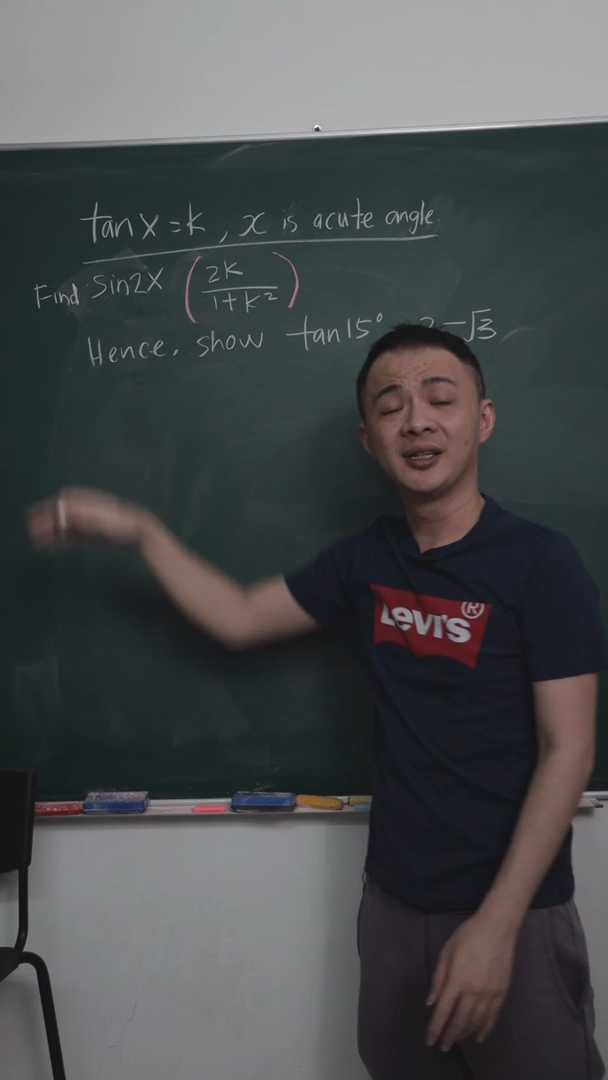 tan x = k , x is acute angle.
Find sin2x ( 2k / 1+k² )
Hence, show tan15° 2-√3
Levi's ®